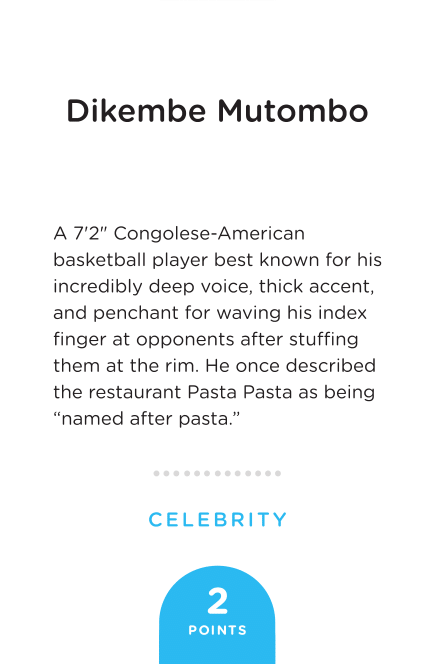 Dikembe Mutombo
A 7'2" Congolese-American
basketball player best known for his
incredibly deep voice, thick accent,
and penchant for waving his index
finger at opponents after stuffing
them at the rim. He once described
the restaurant Pasta Pasta as being
“named after pasta.”
CELEBRITY
2
POINTS